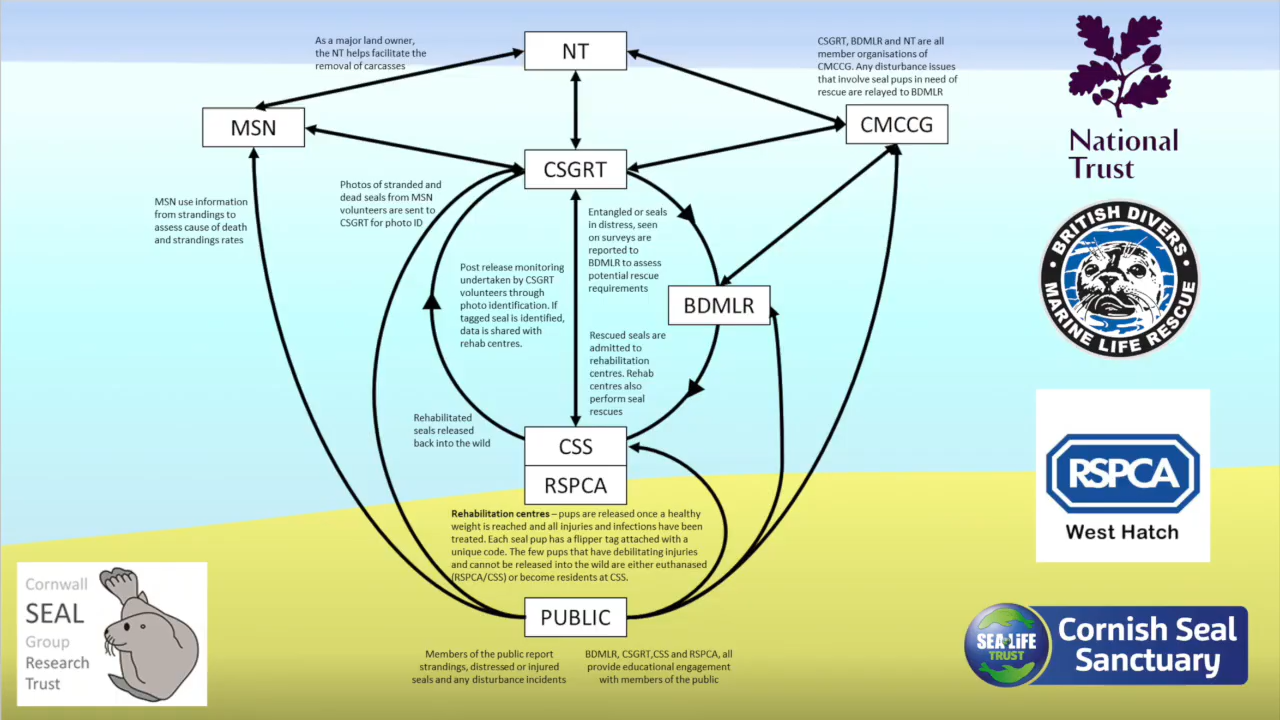 As a major land owner,
the NT helps facilitate the
removal of carcasses
NT
CSGRT, BDMLR and NT are all
member organisations of
CMCCG. Any disturbance issues
that involve seal pups in need of
rescue are relayed to BDMLR
National
Trust
MSN
CMCCG
CSGRT
MSN use information
from strandings to
assess cause of death
and strandings rates
Photos of stranded and
dead seals from MSN
volunteers are sent to
CSGRT for photo ID
Entangled or seals
in distress, seen
on surveys are
reported to
BDMLR to assess
potential rescue
requirements
BRITISH DIVERS
MARINE LIFE RESCUE
Post release monitoring
undertaken by CSGRT
volunteers through
photo identification. If
tagged seal is identified,
data is shared with
rehab centres.
BDMLR
Rescued seals are
admitted to
rehabilitation
centres. Rehab
centres also
perform seal
rescues
Rehabilitated
seals released
back into the wild
CSS
RSPCA
RSPCA
West Hatch
Rehabilitation centres – pups are released once a healthy
weight is reached and all injuries and infections have been
treated. Each seal pup has a flipper tag attached with a
unique code. The few pups that have debilitating injuries
and cannot be released into the wild are either euthanased
(RSPCA/CSS) or become residents at CSS.
Cornwall
SEAL
Group
Research
Trust
PUBLIC
Members of the public report
strandings, distressed or injured
seals and any disturbance incidents
BDMLR, CSGRT,CSS and RSPCA, all
provide educational engagement
with members of the public
SEA LIFE
TRUST
Cornish Seal
Sanctuary